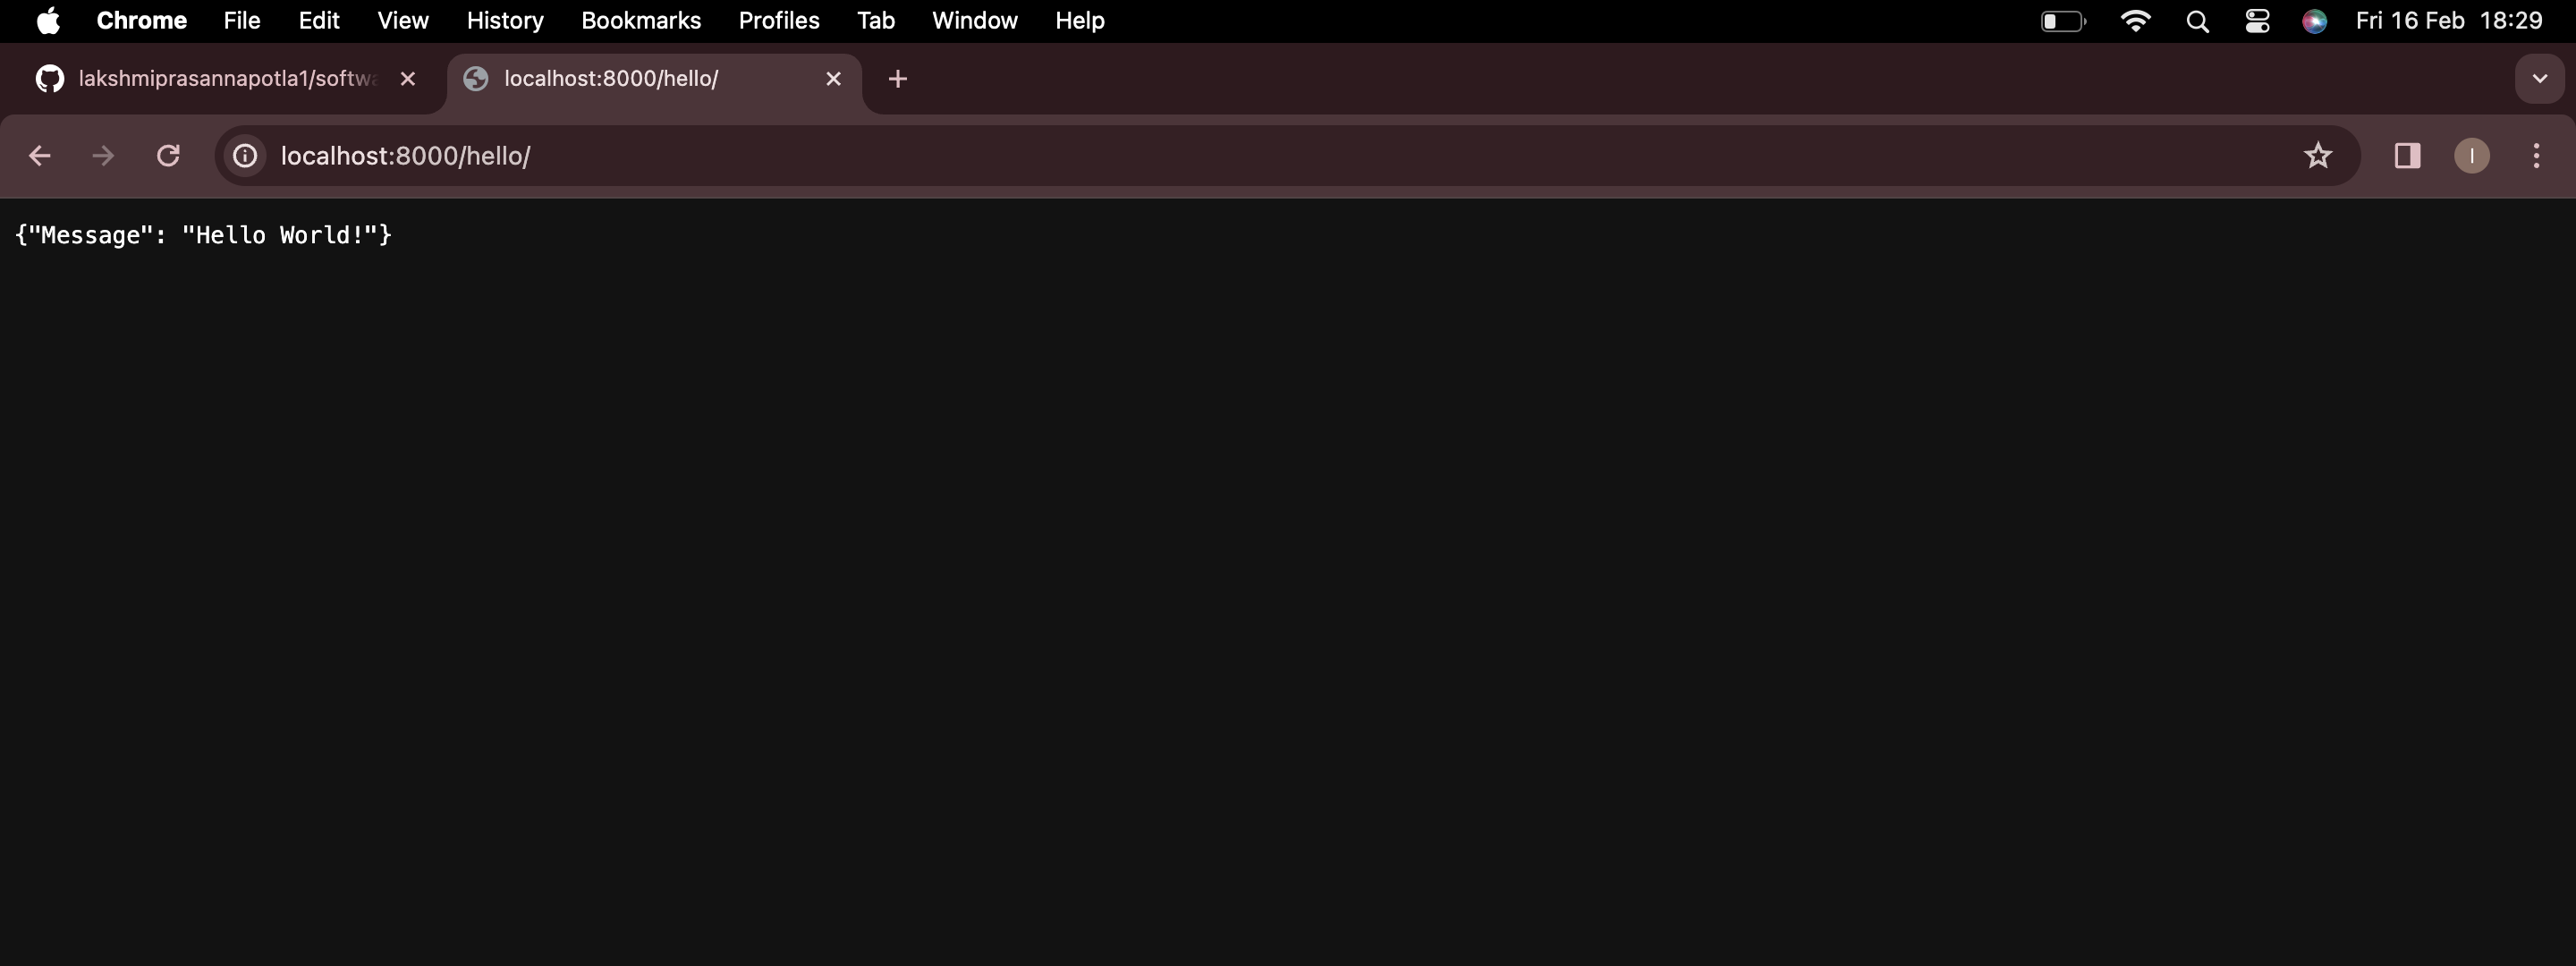 Chrome File Edit View History Bookmarks Profiles Tab Window Help Fri 16 Feb 18:29
lakshmiprasannapotla1/softwa localhost:8000/hello/
localhost:8000/hello/ I
{"Message": "Hello World!"}